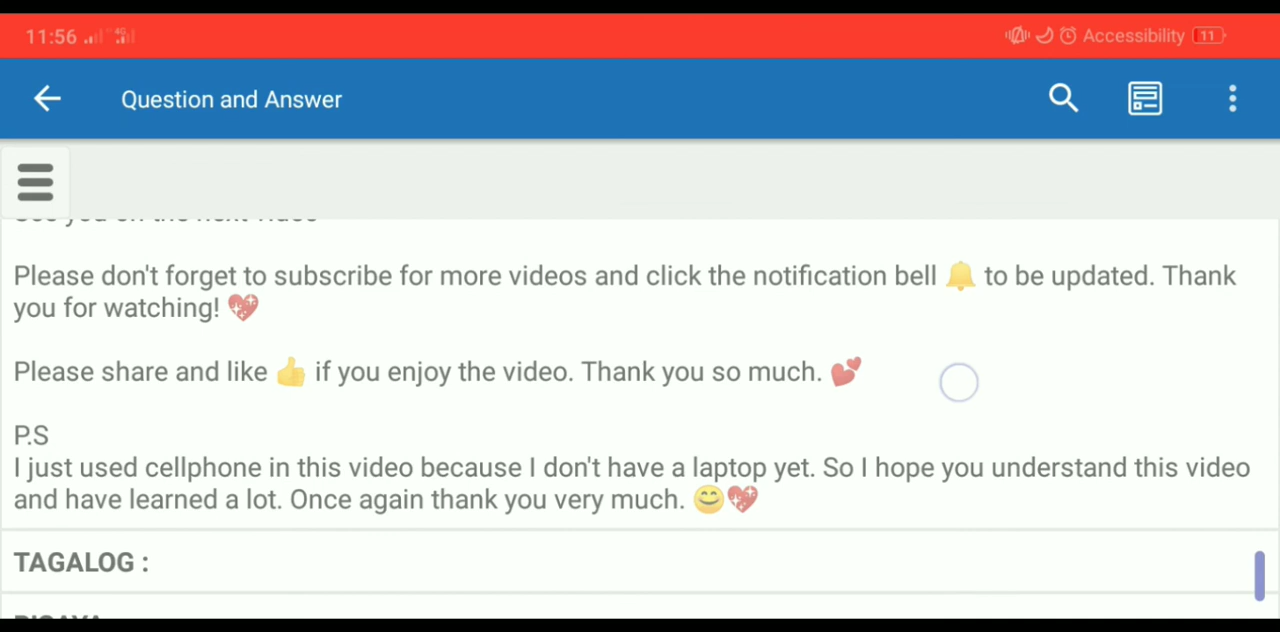 11:56
4G
Accessibility
11
Question and Answer
Please don't forget to subscribe for more videos and click the notification bell 🔔 to be updated. Thank
you for watching! 💖
Please share and like 👍 if you enjoy the video. Thank you so much. 💕
P.S
I just used cellphone in this video because I don't have a laptop yet. So I hope you understand this video
and have learned a lot. Once again thank you very much. 😊💖
TAGALOG :